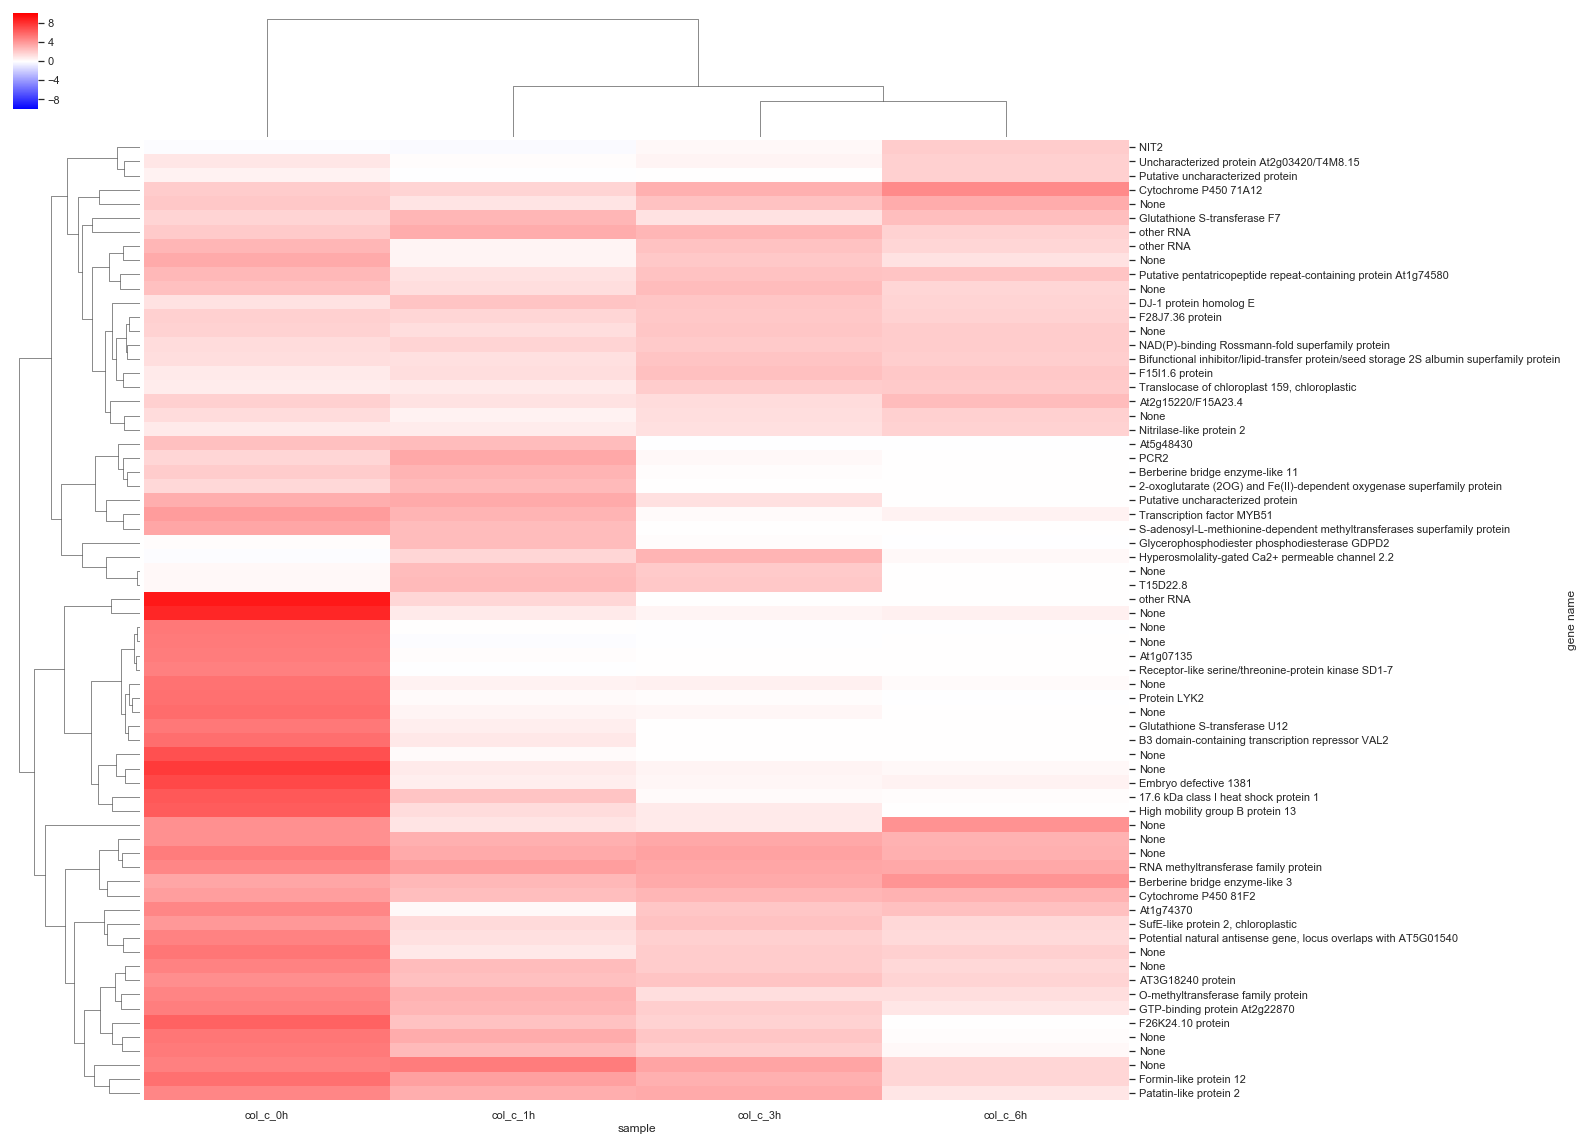 8
4
0
−4
−8
NIT2
Uncharacterized protein At2g03420/T4M8.15
Putative uncharacterized protein
Cytochrome P450 71A12
None
Glutathione S-transferase F7
other RNA
other RNA
None
Putative pentatricopeptide repeat-containing protein At1g74580
None
DJ-1 protein homolog E
F28J7.36 protein
None
NAD(P)-binding Rossmann-fold superfamily protein
Bifunctional inhibitor/lipid-transfer protein/seed storage 2S albumin superfamily protein
F15I1.6 protein
Translocase of chloroplast 159, chloroplastic
At2g15220/F15A23.4
None
Nitrilase-like protein 2
At5g48430
PCR2
Berberine bridge enzyme-like 11
2-oxoglutarate (2OG) and Fe(II)-dependent oxygenase superfamily protein
Putative uncharacterized protein
Transcription factor MYB51
S-adenosyl-L-methionine-dependent methyltransferases superfamily protein
Glycerophosphodiester phosphodiesterase GDPD2
Hyperosmolality-gated Ca2+ permeable channel 2.2
None
T15D22.8
other RNA
None
None
None
At1g07135
Receptor-like serine/threonine-protein kinase SD1-7
None
Protein LYK2
None
Glutathione S-transferase U12
B3 domain-containing transcription repressor VAL2
None
None
Embryo defective 1381
17.6 kDa class I heat shock protein 1
High mobility group B protein 13
None
None
None
RNA methyltransferase family protein
Berberine bridge enzyme-like 3
Cytochrome P450 81F2
At1g74370
SufE-like protein 2, chloroplastic
Potential natural antisense gene, locus overlaps with AT5G01540
None
None
AT3G18240 protein
O-methyltransferase family protein
GTP-binding protein At2g22870
F26K24.10 protein
None
None
None
Formin-like protein 12
Patatin-like protein 2
gene name
col_c_0h
col_c_1h
col_c_3h
col_c_6h
sample